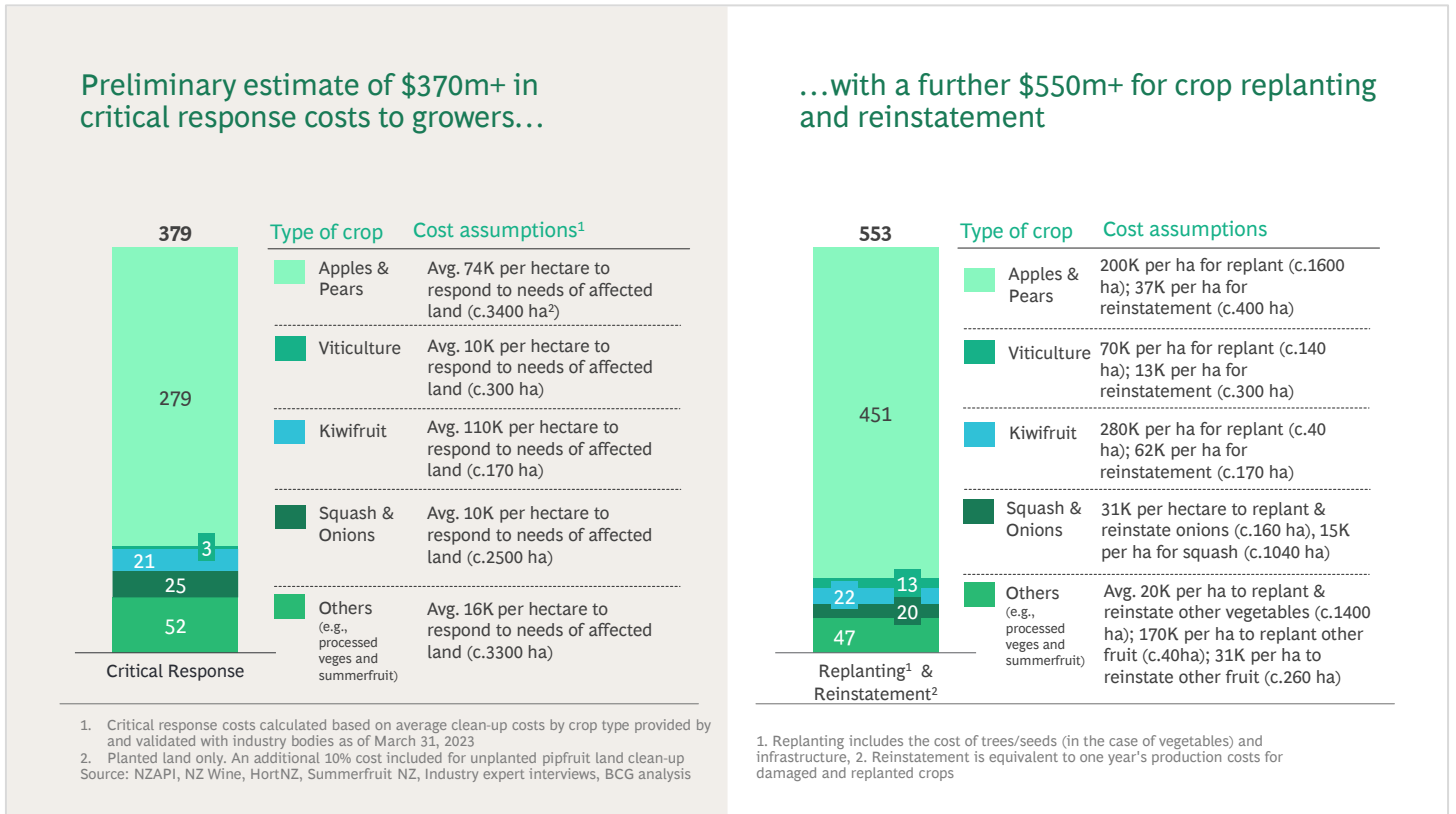 Preliminary estimate of $370m+ in
critical response costs to growers…
379
279
3
21
25
52
Critical Response
Type of crop
Cost assumptions¹
Apples &
Pears
Avg. 74K per hectare to
respond to needs of affected
land (c.3400 ha²)
Viticulture
Avg. 10K per hectare to
respond to needs of affected
land (c.300 ha)
Kiwifruit
Avg. 110K per hectare to
respond to needs of affected
land (c.170 ha)
Squash &
Onions
Avg. 10K per hectare to
respond to needs of affected
land (c.2500 ha)
Others
(e.g.,
processed
veges and
summerfruit)
Avg. 16K per hectare to
respond to needs of affected
land (c.3300 ha)
1. Critical response costs calculated based on average clean-up costs by crop type provided by
and validated with industry bodies as of March 31, 2023
2. Planted land only. An additional 10% cost included for unplanted pipfruit land clean-up
Source: NZAPI, NZ Wine, HortNZ, Summerfruit NZ, Industry expert interviews, BCG analysis
…with a further $550m+ for crop replanting
and reinstatement
553
451
13
22
20
47
Replanting¹ &
Reinstatement²
Type of crop
Cost assumptions
Apples &
Pears
200K per ha for replant (c.1600
ha); 37K per ha for
reinstatement (c.400 ha)
Viticulture
70K per ha for replant (c.140
ha); 13K per ha for
reinstatement (c.300 ha)
Kiwifruit
280K per ha for replant (c.40
ha); 62K per ha for
reinstatement (c.170 ha)
Squash &
Onions
31K per hectare to replant &
reinstate onions (c.160 ha), 15K
per ha for squash (c.1040 ha)
Others
(e.g.,
processed
veges and
summerfruit)
Avg. 20K per ha to replant &
reinstate other vegetables (c.1400
ha); 170K per ha to replant other
fruit (c.40ha); 31K per ha to
reinstate other fruit (c.260 ha)
1. Replanting includes the cost of trees/seeds (in the case of vegetables) and
infrastructure, 2. Reinstatement is equivalent to one year's production costs for
damaged and replanted crops